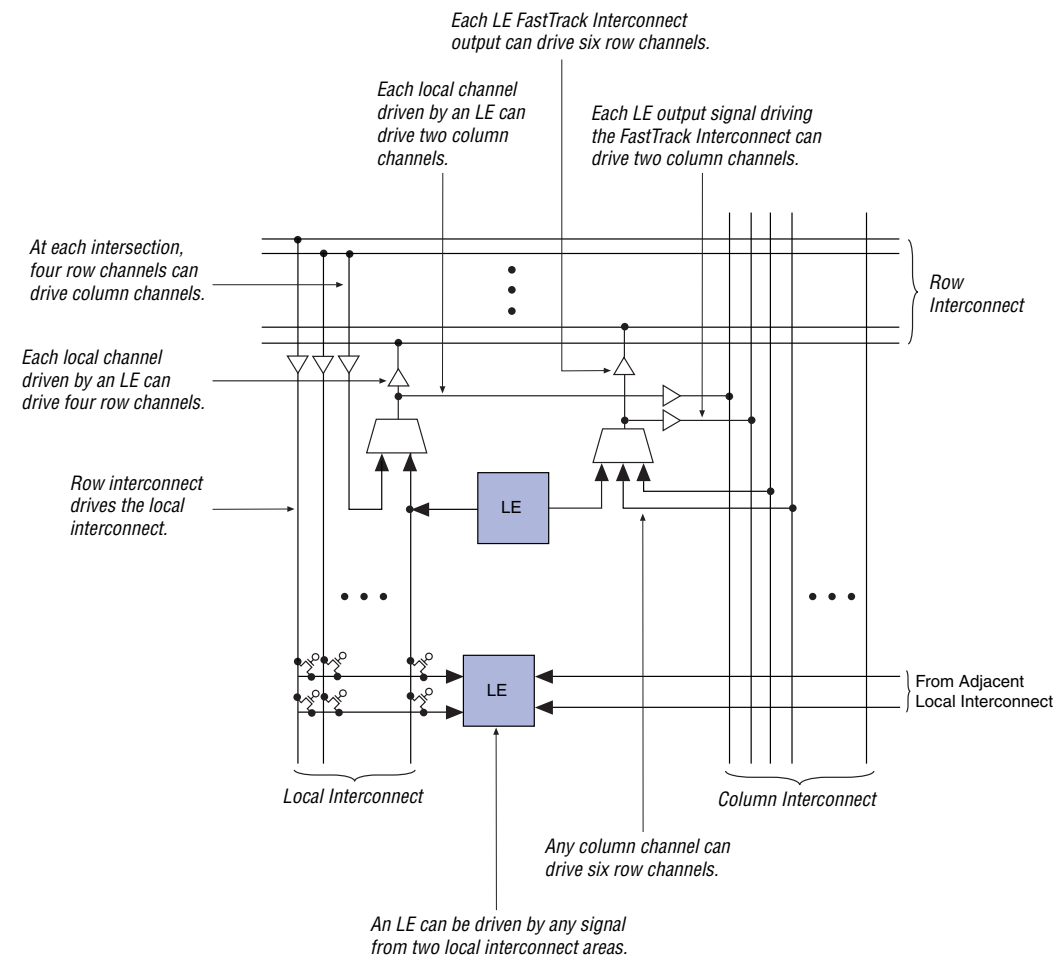 Each LE FastTrack Interconnect
output can drive six row channels.
Each local channel
driven by an LE can
drive two column
channels.
Each LE output signal driving
the FastTrack Interconnect can
drive two column channels.
At each intersection,
four row channels can
drive column channels.
Row
Interconnect
Each local channel
driven by an LE can
drive four row channels.
Row interconnect
drives the local
interconnect.
LE
LE
From Adjacent
Local Interconnect
Local Interconnect
Column Interconnect
Any column channel can
drive six row channels.
An LE can be driven by any signal
from two local interconnect areas.